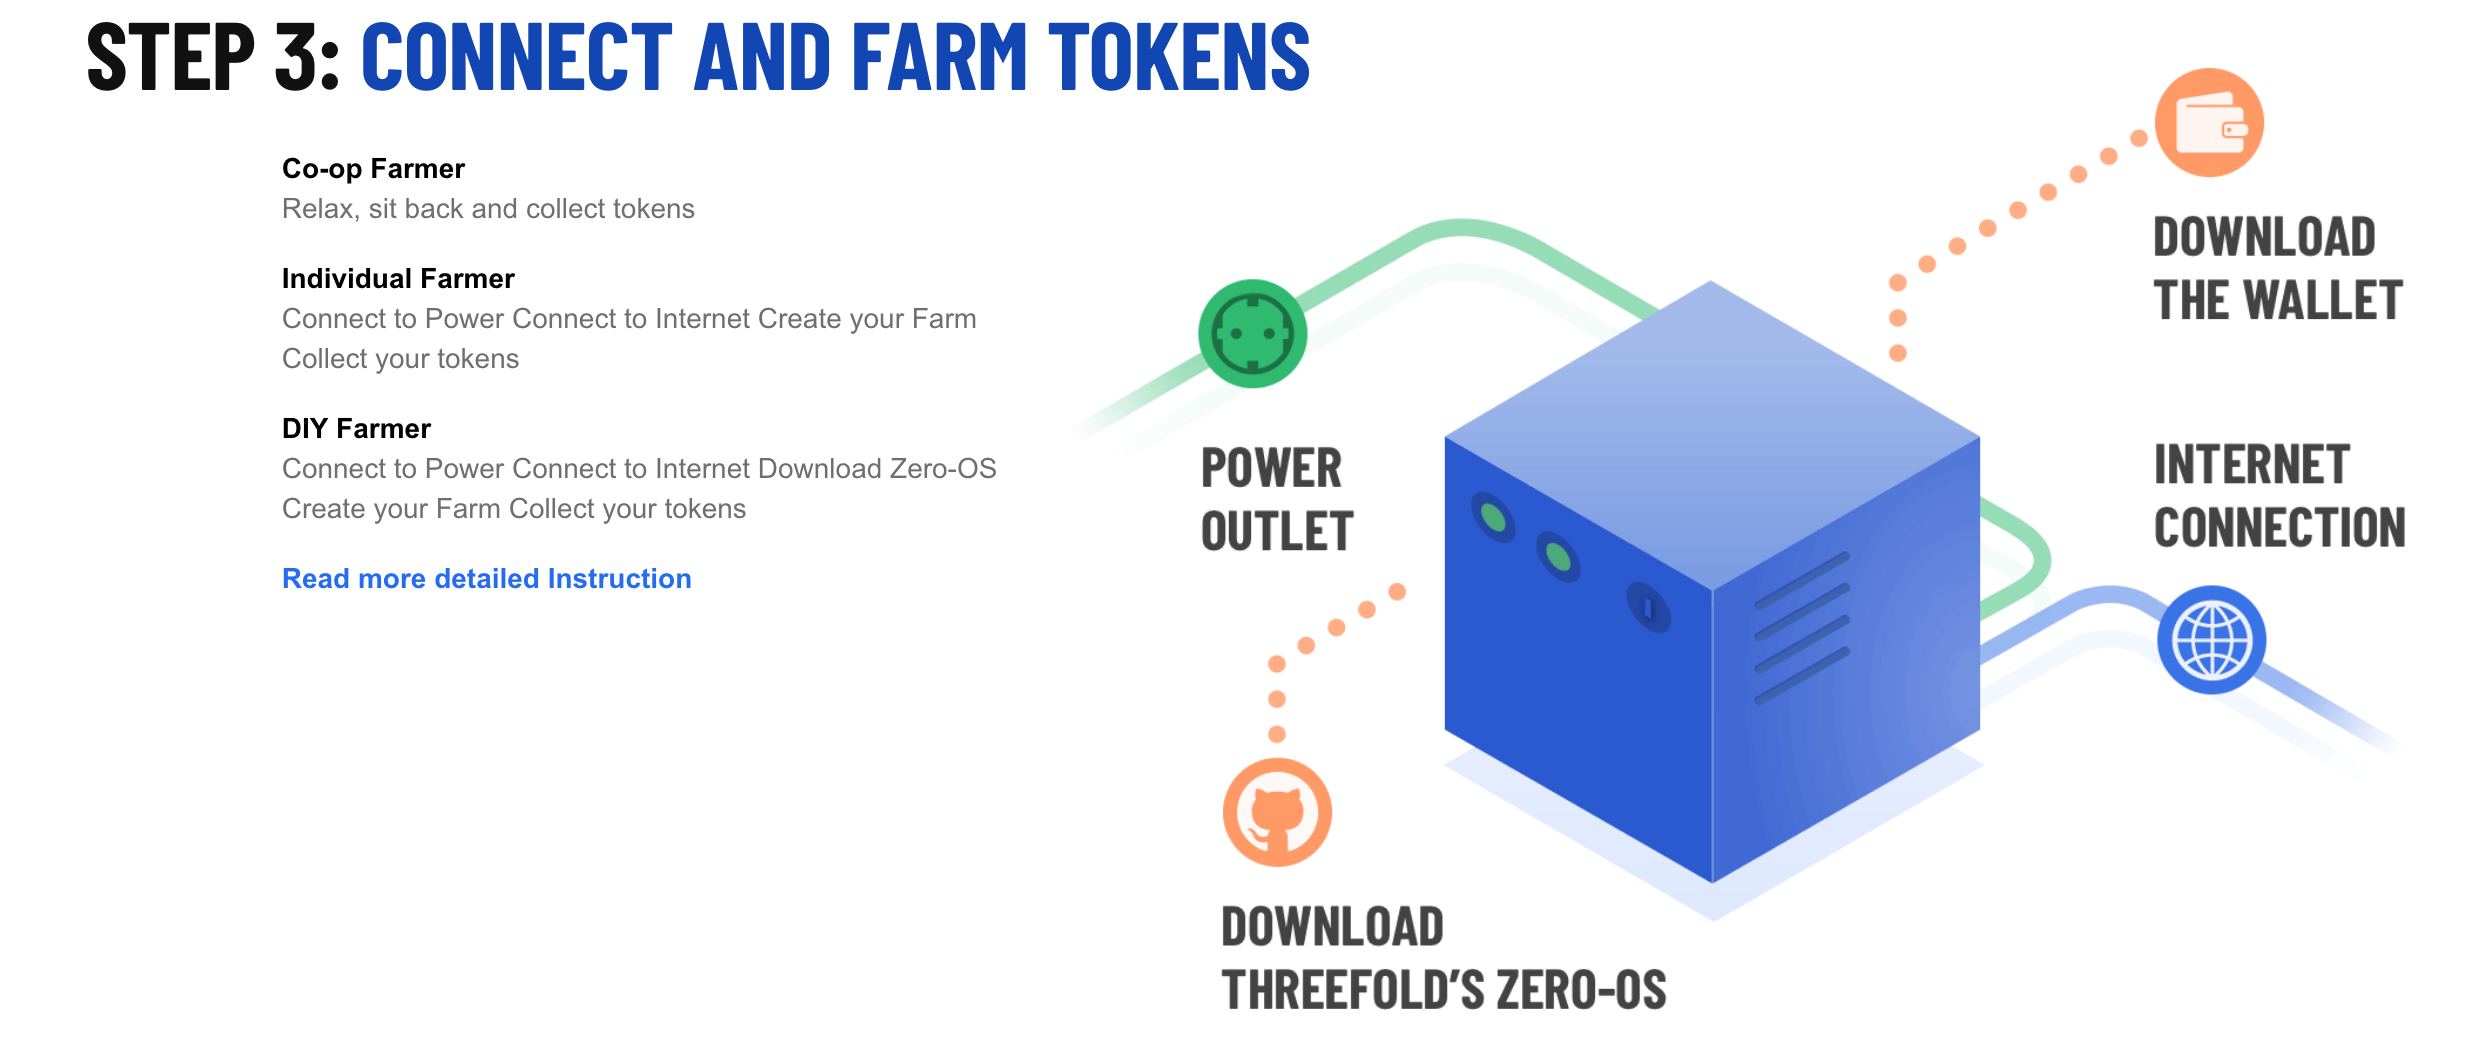 STEP 3: CONNECT AND FARM TOKENS
Co-op Farmer
Relax, sit back and collect tokens
Individual Farmer
Connect to Power Connect to Internet Create your Farm
Collect your tokens
DIY Farmer
Connect to Power Connect to Internet Download Zero-OS
Create your Farm Collect your tokens
Read more detailed Instruction
DOWNLOAD
THE WALLET
POWER
OUTLET
INTERNET
CONNECTION
DOWNLOAD
THREEFOLD’S ZERO-OS